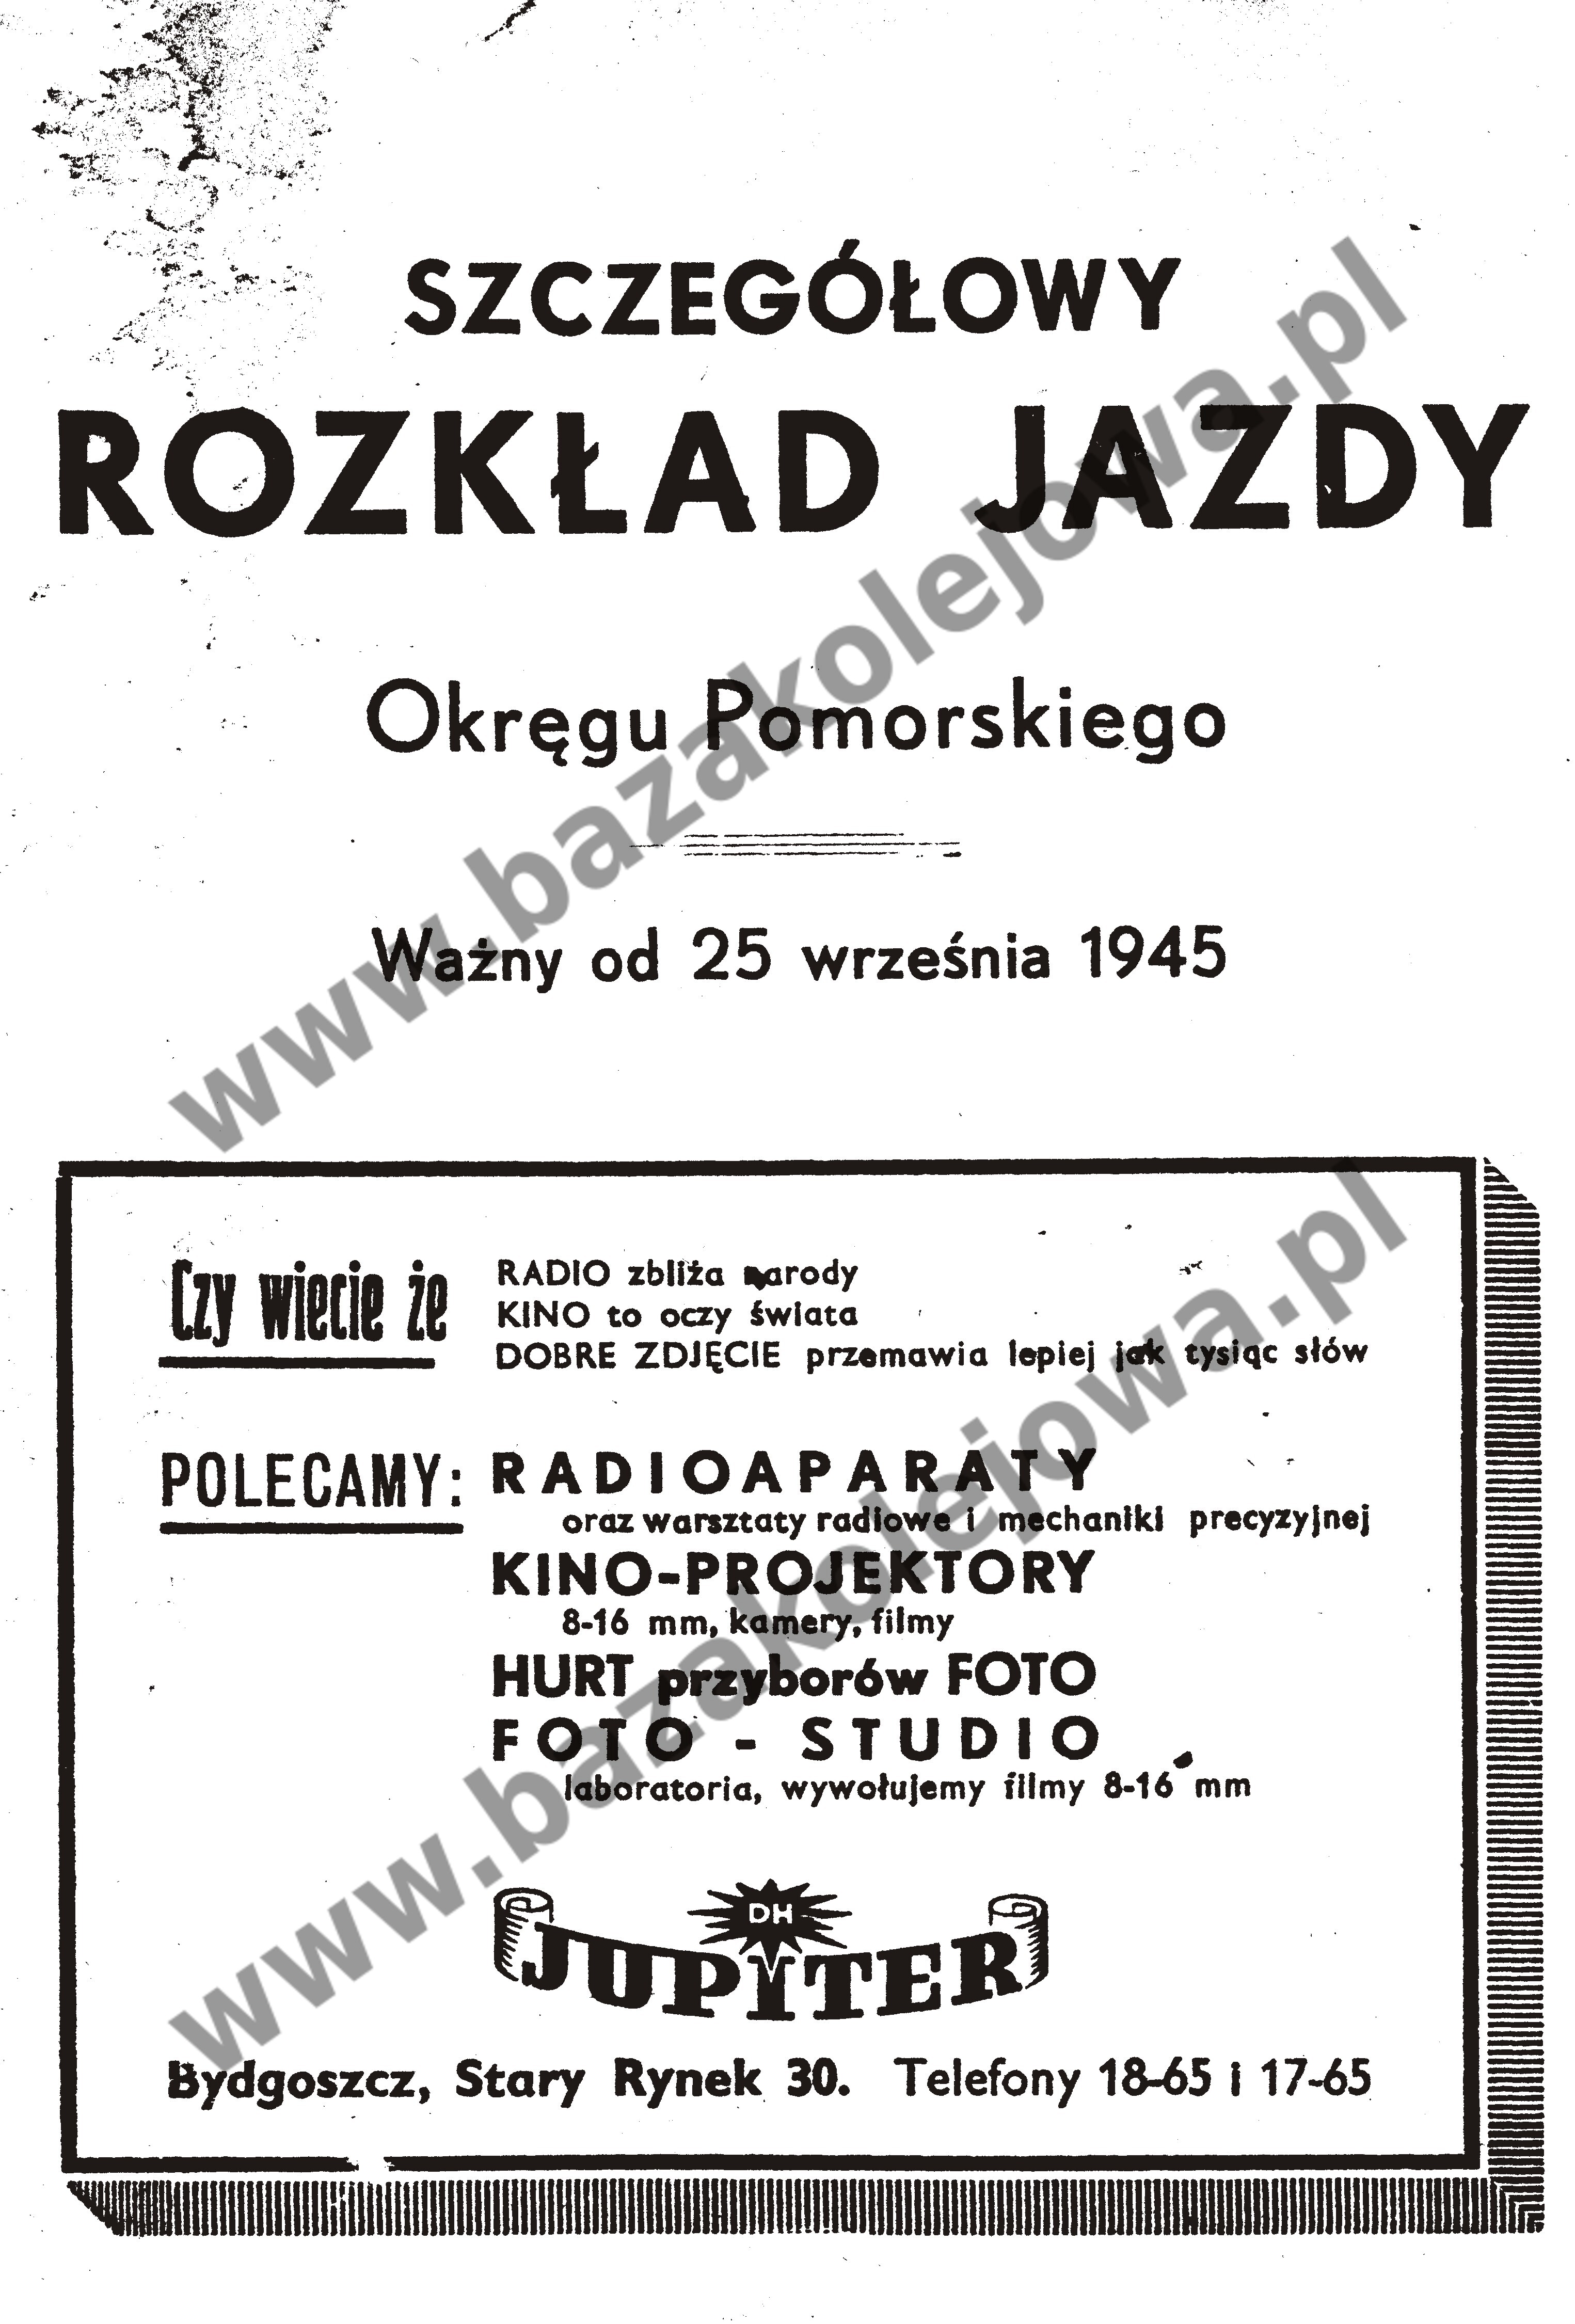 SZCZEGÓŁOWY
ROZKŁAD JAZDY
Okręgu Pomorskiego
Ważny od 25 września 1945
Czy wiecie że
RADIO zbliża narody
KINO to oczy świata
DOBRE ZDJĘCIE przemawia lepiej jak tysiąc słów
POLECAMY: RADIOAPARATY
oraz warsztaty radiowe i mechaniki precyzyjnej
KINO-PROJEKTORY
8-16 mm, kamery, filmy
HURT przyborów FOTO
FOTO - STUDIO
laboratoria, wywołujemy filmy 8-16 mm
DH
JUPITER
Bydgoszcz, Stary Rynek 30. Telefony 18-65 i 17-65
www.bazakolejowa.pl
www.bazakolejowa.pl